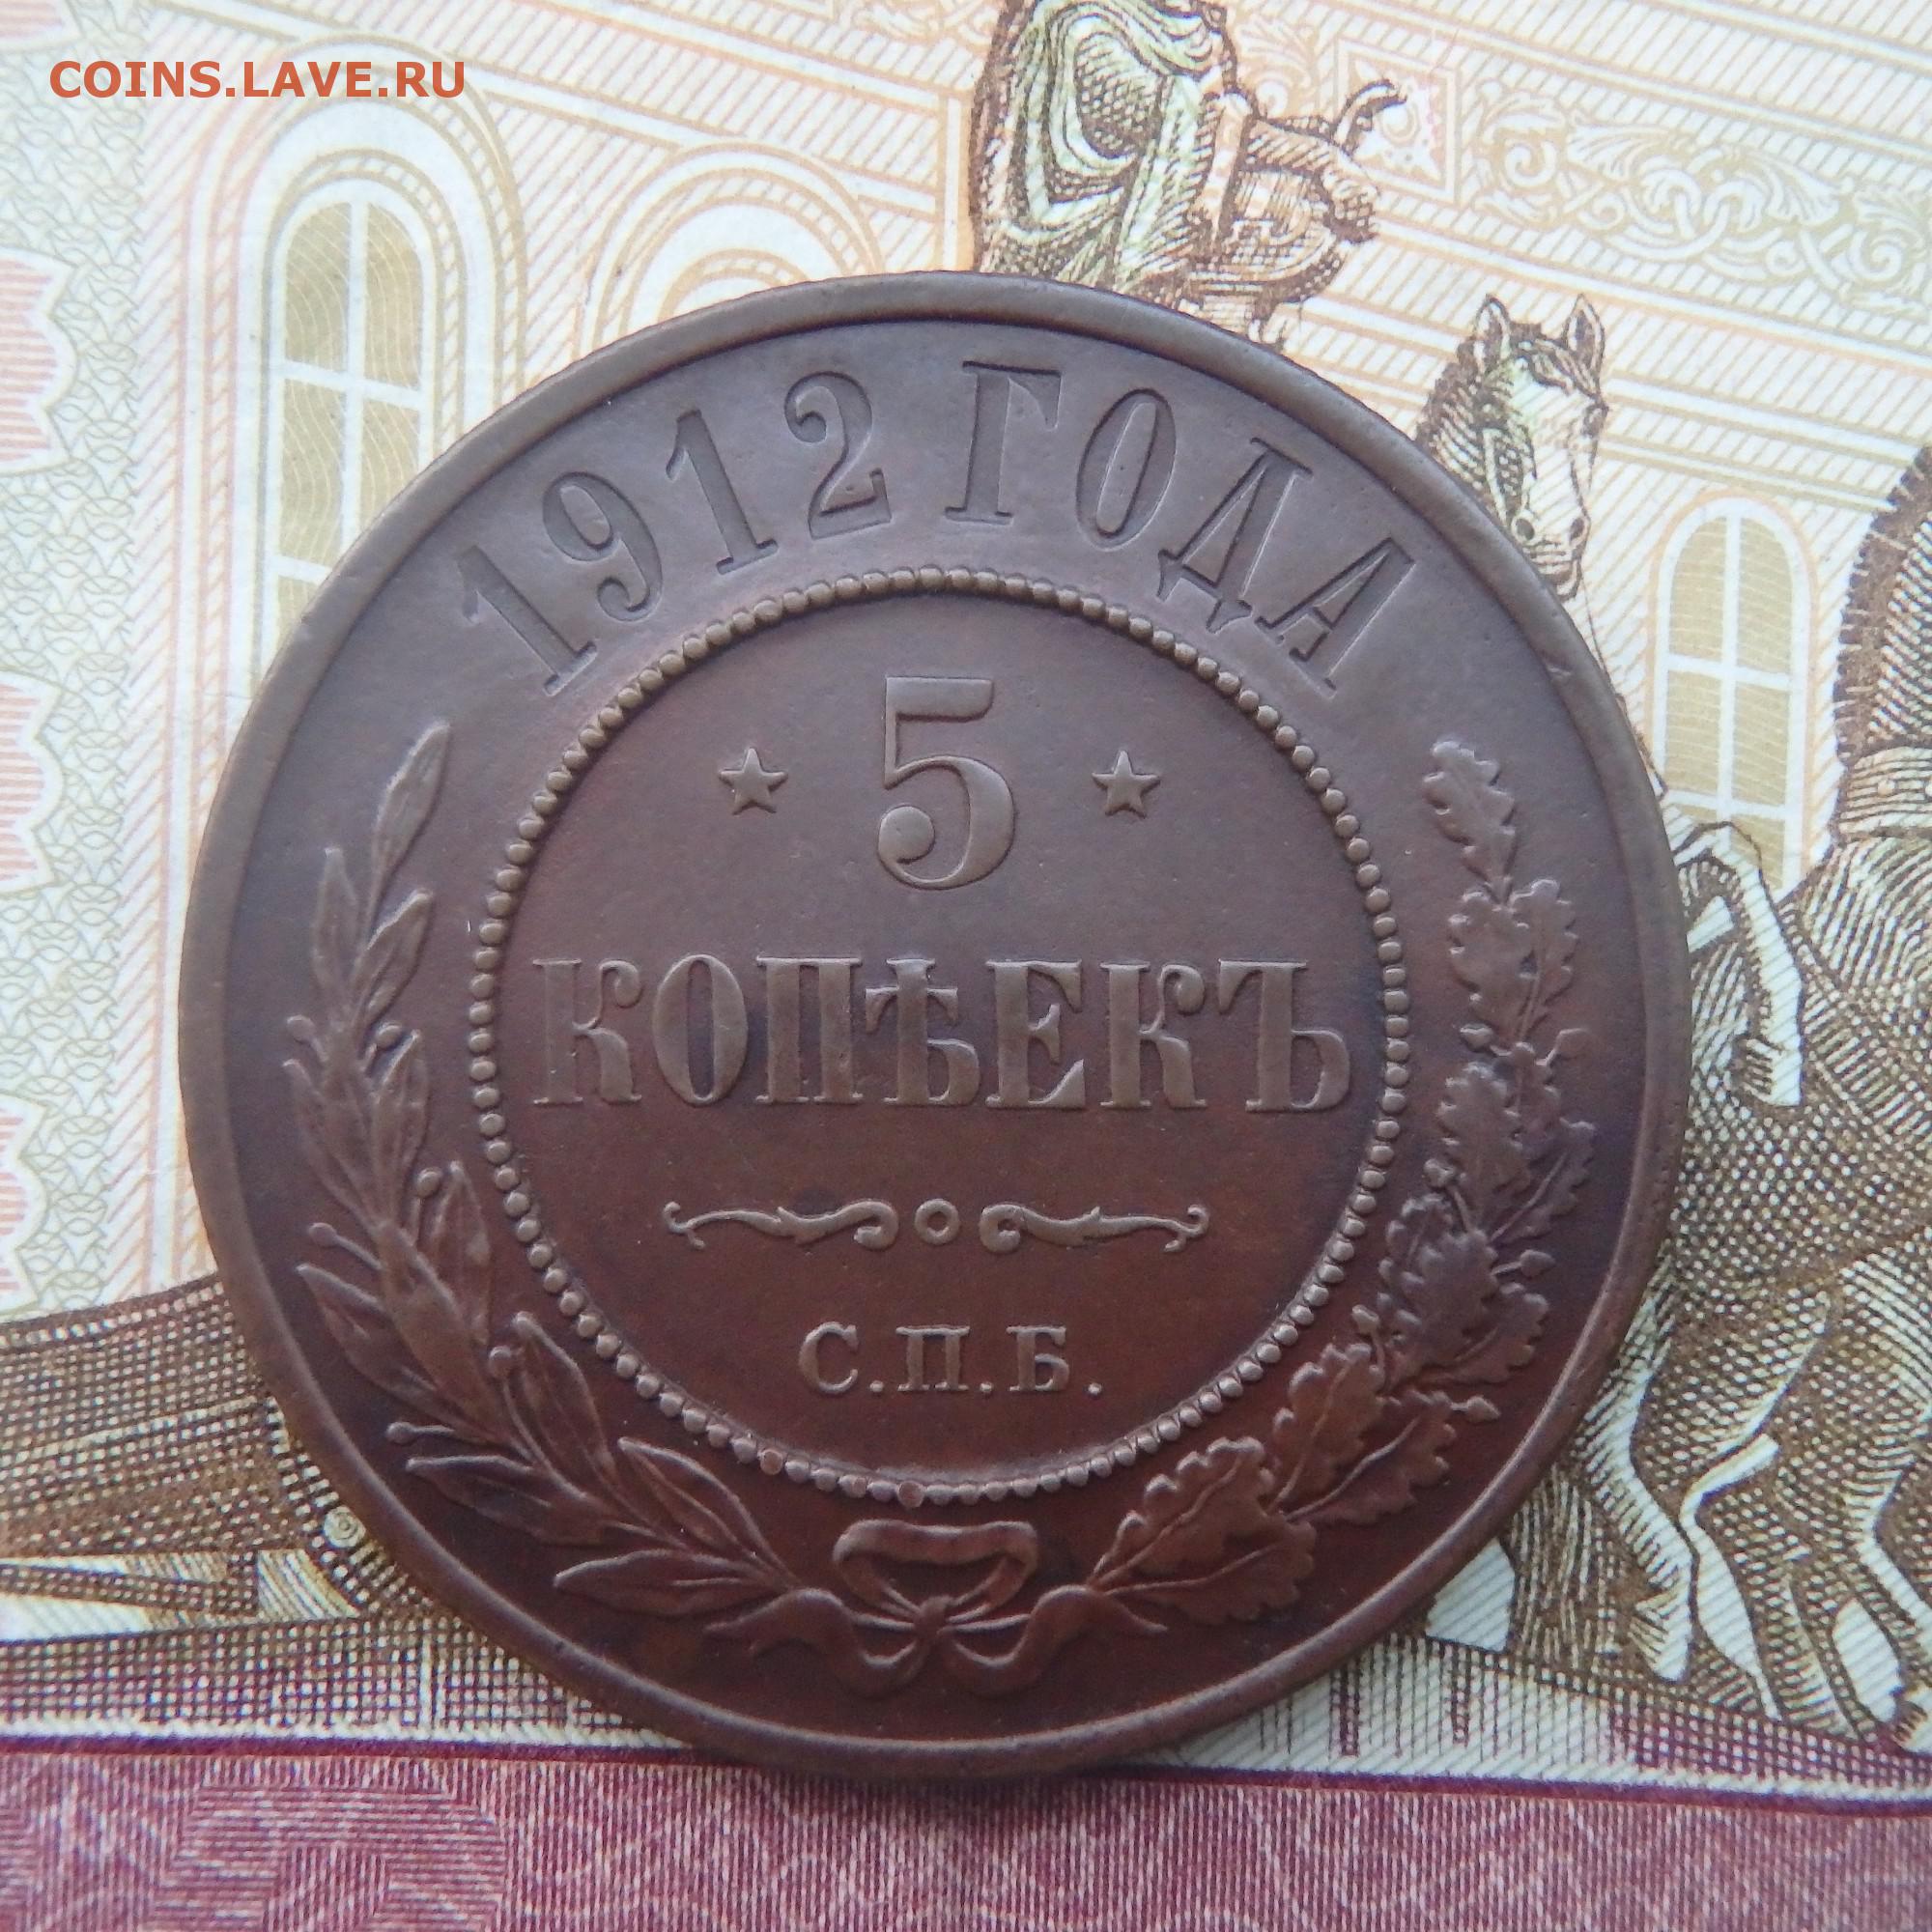 COINS.LAVE.RU
1912 ГОДА
5
КОПѢЕКЪ
С.П.Б.